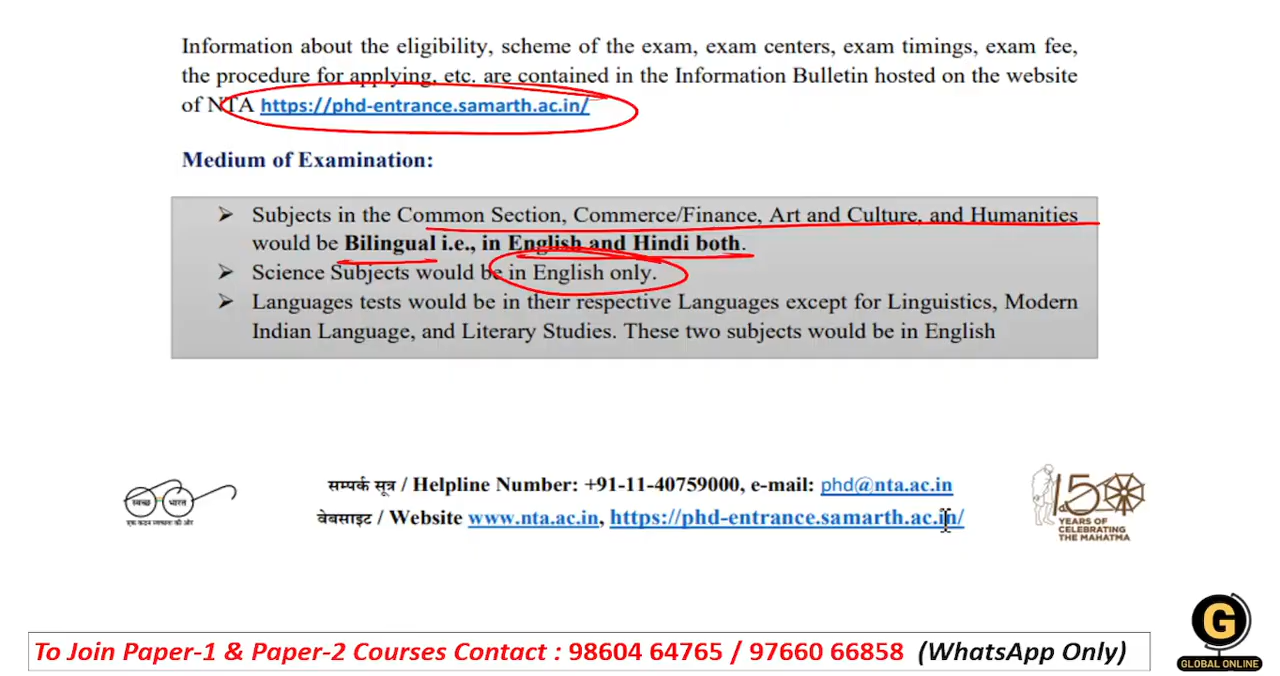 Information about the eligibility, scheme of the exam, exam centers, exam timings, exam fee,
the procedure for applying, etc. are contained in the Information Bulletin hosted on the website
of NTA https://phd-entrance.samarth.ac.in/
Medium of Examination:
➢ Subjects in the Common Section, Commerce/Finance, Art and Culture, and Humanities
would be Bilingual i.e., in English and Hindi both.
➢ Science Subjects would be in English only.
➢ Languages tests would be in their respective Languages except for Linguistics, Modern
Indian Language, and Literary Studies. These two subjects would be in English
स्वच्छ भारत
एक कदम स्वच्छता की ओर
सम्पर्क सूत्र / Helpline Number: +91-11-40759000, e-mail: phd@nta.ac.in
वेबसाइट / Website www.nta.ac.in, https://phd-entrance.samarth.ac.in/
150
YEARS OF
CELEBRATING
THE MAHATMA
To Join Paper-1 & Paper-2 Courses Contact : 98604 64765 / 97660 66858 (WhatsApp Only)
G
GLOBAL ONLINE